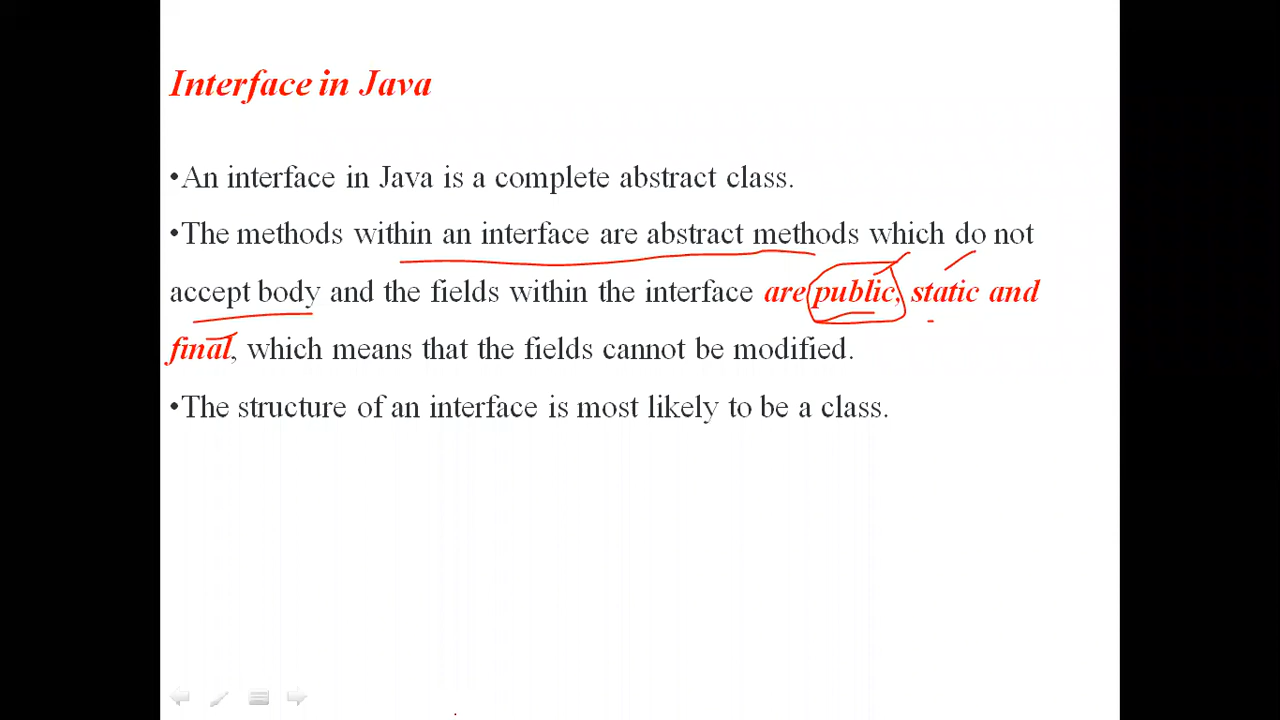 Interface in Java
•An interface in Java is a complete abstract class.
•The methods within an interface are abstract methods which do not
accept body and the fields within the interface are public, static and
final, which means that the fields cannot be modified.
•The structure of an interface is most likely to be a class.